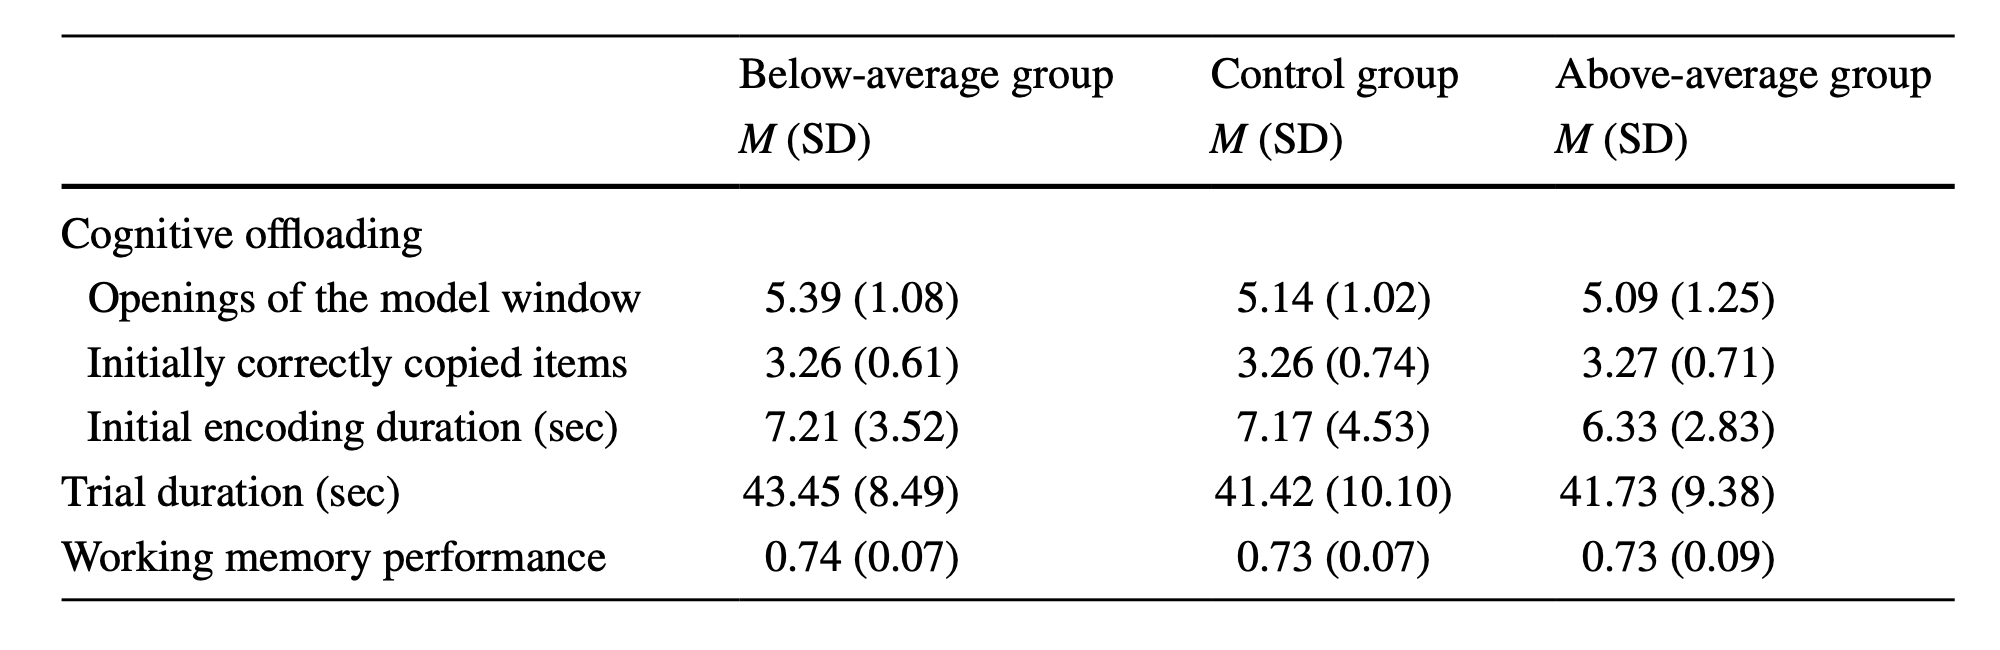 Below-average group Control group Above-average group
M (SD) M (SD) M (SD)
Cognitive offloading
Openings of the model window 5.39 (1.08) 5.14 (1.02) 5.09 (1.25)
Initially correctly copied items 3.26 (0.61) 3.26 (0.74) 3.27 (0.71)
Initial encoding duration (sec) 7.21 (3.52) 7.17 (4.53) 6.33 (2.83)
Trial duration (sec) 43.45 (8.49) 41.42 (10.10) 41.73 (9.38)
Working memory performance 0.74 (0.07) 0.73 (0.07) 0.73 (0.09)